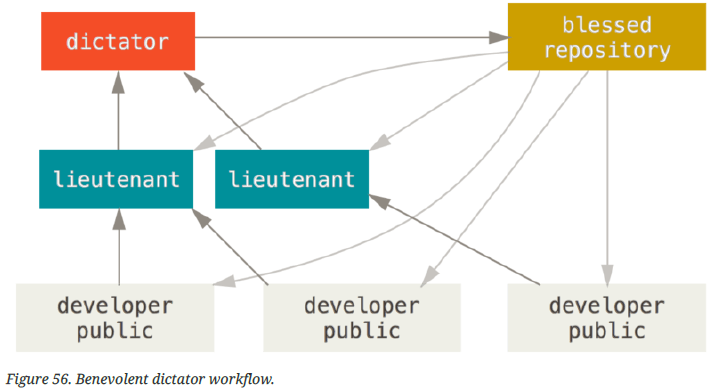 dictator
blessed
repository
lieutenant
lieutenant
developer
public
developer
public
developer
public
Figure 56. Benevolent dictator workflow.